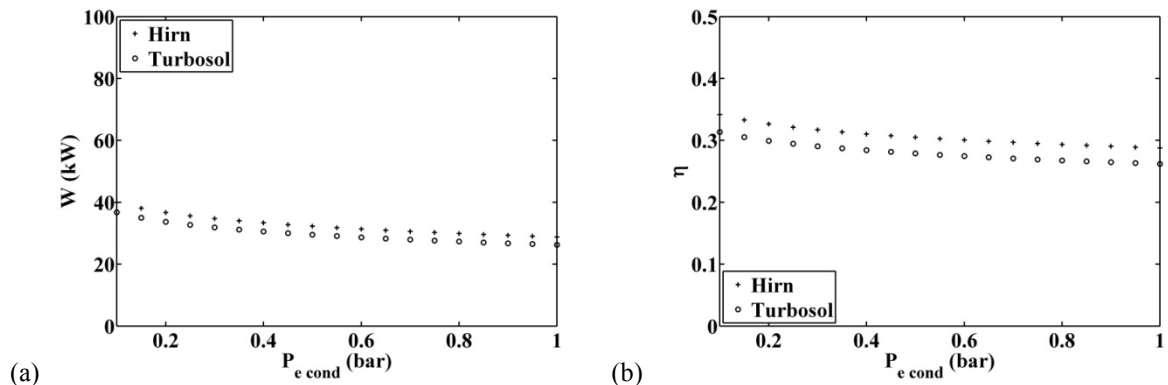 100
80
60
40
20
0
W (kW)
+ Hirn
o Turbosol
0.2 0.4 0.6 0.8 1
P e cond (bar)
(a)
0.5
0.4
0.3
0.2
0.1
0
η
+ Hirn
o Turbosol
0.2 0.4 0.6 0.8 1
P e cond (bar)
(b)